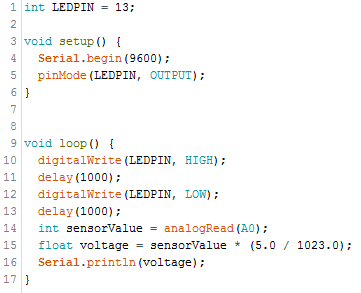 1 int LEDPIN = 13;
2
3 void setup() {
4   Serial.begin(9600);
5   pinMode(LEDPIN, OUTPUT);
6 }
7
8
9 void loop() {
10   digitalWrite(LEDPIN, HIGH);
11   delay(1000);
12   digitalWrite(LEDPIN, LOW);
13   delay(1000);
14   int sensorValue = analogRead(A0);
15   float voltage = sensorValue * (5.0 / 1023.0);
16   Serial.println(voltage);
17 }